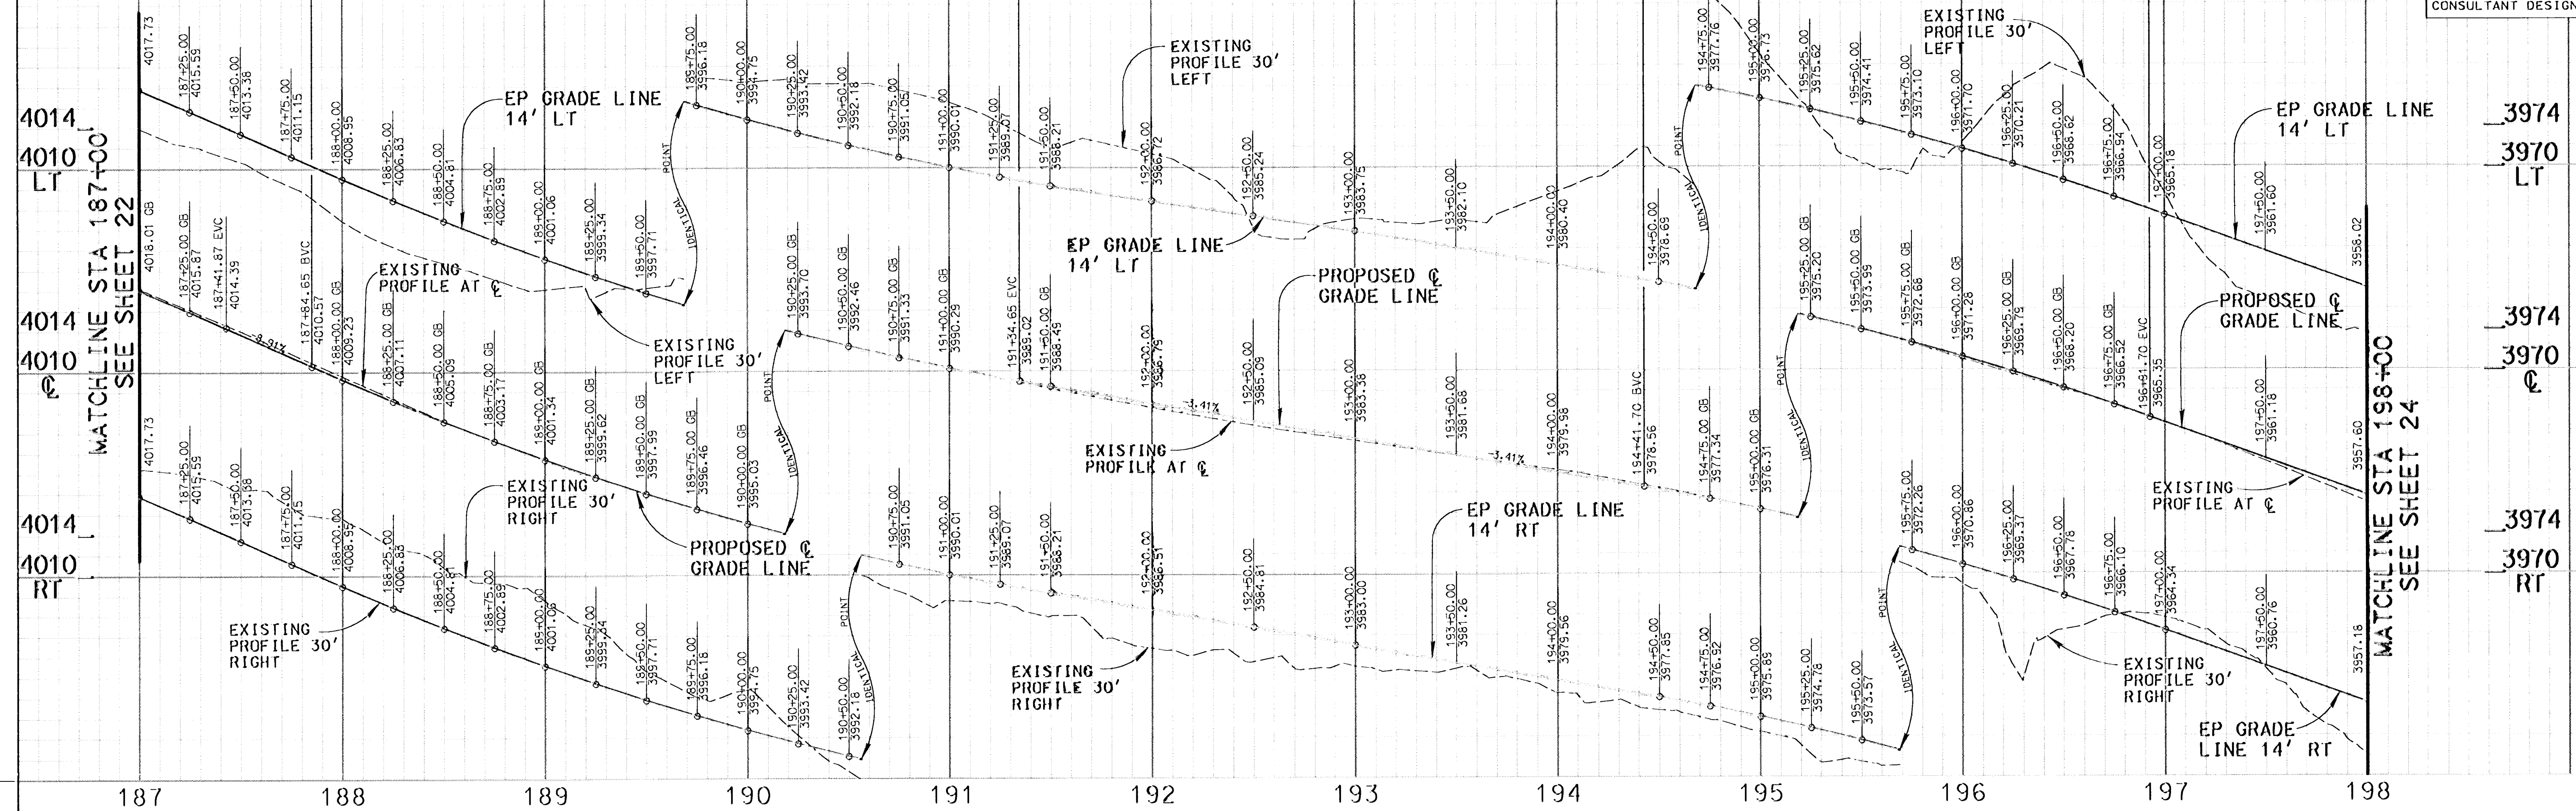 CONSULTANT DESIGN
4014
4010
LT
MATCHLINE STA 187+00
SEE SHEET 22
4017.73
187+25.00
4015.59
187+50.00
4013.38
187+75.00
4011.15
188+00.00
4008.95
188+25.00
4006.83
188+50.00
4004.81
188+75.00
4002.89
189+00.00
4001.06
189+25.00
3999.34
189+50.00
3997.71
EP GRADE LINE
14' LT
POINT
IDENTICAL
189+75.00
3996.18
190+00.00
3994.75
190+25.00
3993.42
190+50.00
3992.18
190+75.00
3991.05
191+00.00
3990.01
191+25.00
3989.07
191+50.00
3988.21
192+00.00
3986.72
192+50.00
3985.24
193+00.00
3983.75
193+50.00
3982.10
194+00.00
3980.40
194+50.00
3978.69
EXISTING
PROFILE 30'
LEFT
EP GRADE LINE
14' LT
POINT
IDENTICAL
194+75.00
3977.76
195+00.00
3976.73
195+25.00
3975.62
195+50.00
3974.41
195+75.00
3973.10
196+00.00
3971.70
196+25.00
3970.21
196+50.00
3968.62
196+75.00
3966.94
197+00.00
3965.18
197+50.00
3961.60
3958.02
EXISTING
PROFILE 30'
LEFT
EP GRADE LINE
14' LT
3974
3970
LT
4014
4010
℄
4018.01 GB
187+25.00 GB
4015.87
187+41.87 EVC
4014.39
187+84.65 BVC
4010.57
188+00.00 GB
4009.23
188+25.00 GB
4007.11
188+50.00 GB
4005.09
188+75.00 GB
4003.17
189+00.00 GB
4001.34
189+25.00 GB
3999.62
189+50.00 GB
3997.99
189+75.00 GB
3996.46
190+00.00 GB
3995.03
-8.91%
EXISTING
PROFILE AT ℄
EXISTING
PROFILE 30'
LEFT
PROPOSED ℄
GRADE LINE
POINT
IDENTICAL
190+25.00 GB
3993.70
190+50.00 GB
3992.46
190+75.00 GB
3991.33
191+00.00 GB
3990.29
191+34.65 EVC
3989.02
191+50.00 GB
3988.49
192+00.00
3986.79
192+50.00
3985.09
193+00.00
3983.38
193+50.00
3981.68
194+00.00
3979.98
194+41.70 BVC
3978.56
194+75.00 GB
3977.34
195+00.00 GB
3976.31
PROPOSED ℄
GRADE LINE
-3.41%
-3.41%
EXISTING
PROFILE AT ℄
POINT
IDENTICAL
195+25.00 GB
3975.20
195+50.00 GB
3973.99
195+75.00 GB
3972.68
196+00.00 GB
3971.28
196+25.00 GB
3969.79
196+50.00 GB
3968.20
196+75.00 GB
3966.52
196+91.70 EVC
3965.35
197+50.00
3961.18
3957.60
PROPOSED ℄
GRADE LINE
EXISTING
PROFILE AT ℄
3974
3970
℄
MATCHLINE STA 198+00
SEE SHEET 24
4014
4010
RT
4017.73
187+25.00
4015.59
187+50.00
4013.38
187+75.00
4011.15
188+00.00
4008.95
188+25.00
4006.83
188+50.00
4004.81
188+75.00
4002.89
189+00.00
4001.06
189+25.00
3999.34
189+50.00
3997.71
189+75.00
3996.18
190+00.00
3994.75
190+25.00
3993.42
190+50.00
3992.18
EXISTING
PROFILE 30'
RIGHT
EXISTING
PROFILE 30'
RIGHT
POINT
IDENTICAL
190+75.00
3991.05
191+00.00
3990.01
191+25.00
3989.07
191+50.00
3988.21
192+00.00
3986.51
192+50.00
3984.81
193+00.00
3983.00
193+50.00
3981.26
194+00.00
3979.56
194+50.00
3977.85
194+75.00
3976.92
195+00.00
3975.89
195+25.00
3974.78
195+50.00
3973.57
EP GRADE LINE
14' RT
EXISTING
PROFILE 30'
RIGHT
POINT
IDENTICAL
195+75.00
3972.26
196+00.00
3970.86
196+25.00
3969.37
196+50.00
3967.78
196+75.00
3966.10
197+00.00
3964.34
197+50.00
3960.76
3957.18
EXISTING
PROFILE 30'
RIGHT
EP GRADE
LINE 14' RT
3974
3970
RT
187
188
189
190
191
192
193
194
195
196
197
198